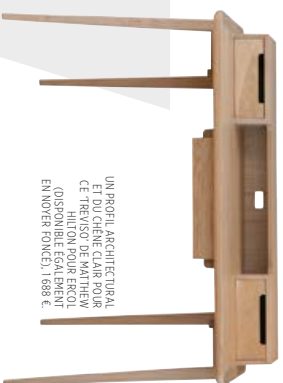 UN PROFIL ARCHITECTURAL
ET DU CHÊNE CLAIR POUR
CE 'TREVISO' DE MATTHEW
HILTON POUR ERCOL
(DISPONIBLE ÉGALEMENT
EN NOYER FONCÉ), 1 688 €.